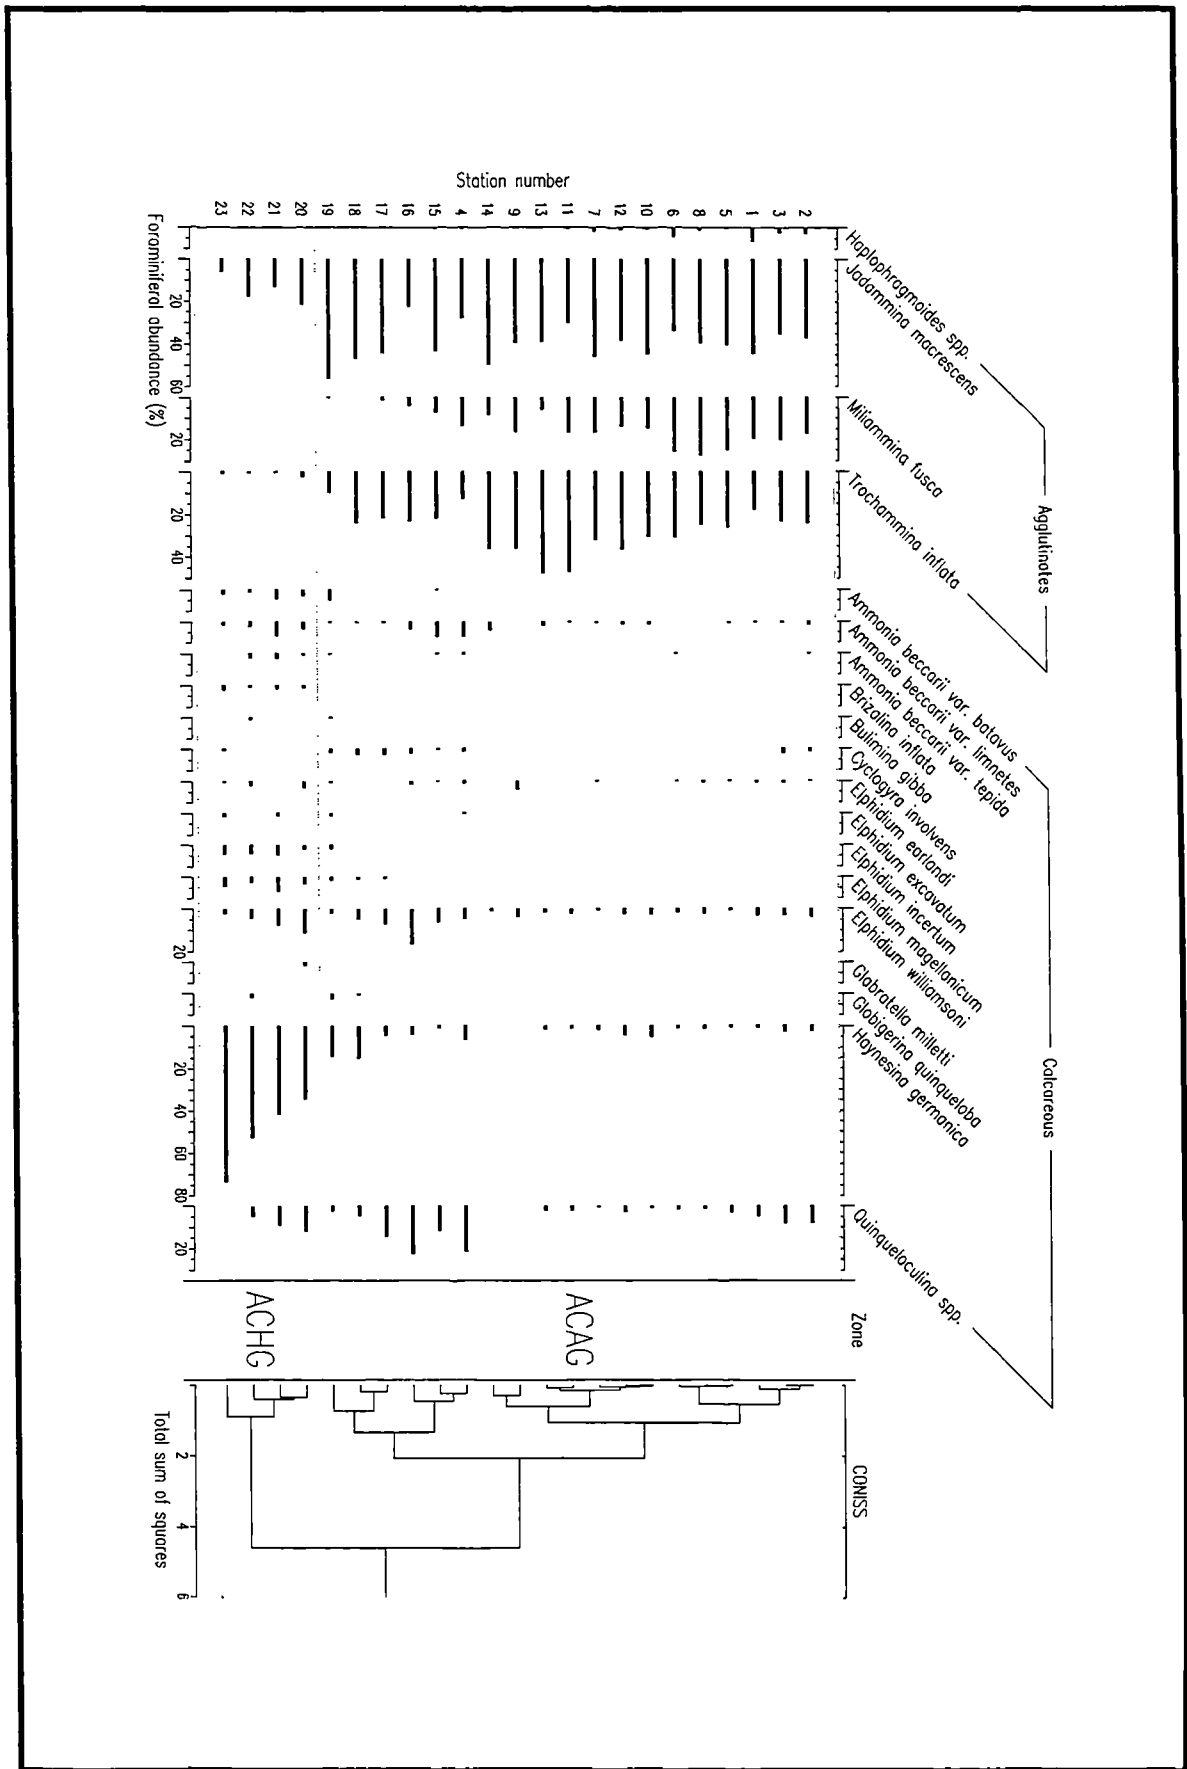 Agglutinates
Calcareous
Haplophragmoides spp.
Jadammina macrescens
Miliammina fusca
Trochammina inflata
Ammonia beccarii var. batavus
Ammonia beccarii var. limnetes
Ammonia beccarii var. tepida
Brizalina inflata
Bulimina gibba
Cyclogyra involvens
Elphidium earlandi
Elphidium excavatum
Elphidium incertum
Elphidium magellanicum
Elphidium williamsoni
Glabratella milletti
Globigerina quinqueloba
Haynesina germanica
Quinqueloculina spp.
Zone
CONISS
Station number
2
3
1
5
8
6
10
12
7
11
13
9
14
4
15
16
17
18
19
20
21
22
23
ACAG
ACHG
20 40 60
20
20 40
20
20 40 60 80
20
2 4 6
Foraminiferal abundance (%)
Total sum of squares